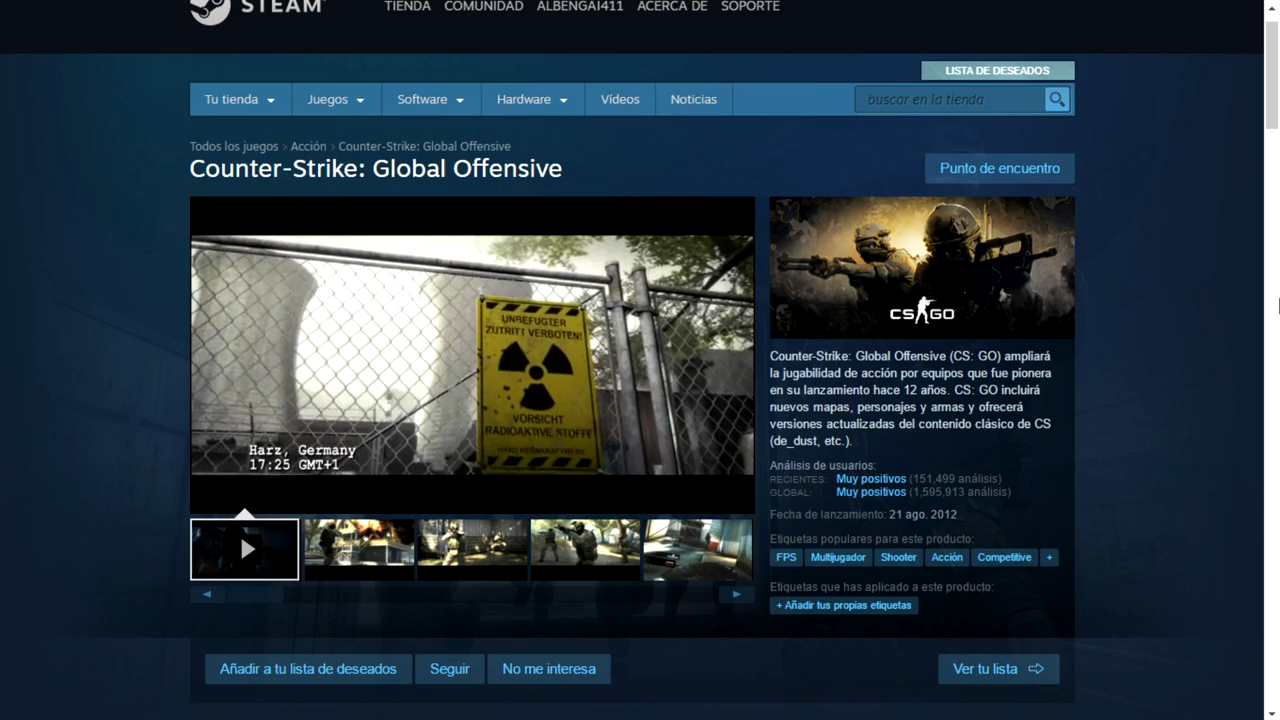 STEAM
TIENDA COMUNIDAD ALBENGAI411 ACERCA DE SOPORTE
LISTA DE DESEADOS
Tu tienda Juegos Software Hardware Vídeos Noticias buscar en la tienda
Todos los juegos > Acción > Counter-Strike: Global Offensive
Counter-Strike: Global Offensive
Punto de encuentro
UNBEFUGTER
ZUTRITT VERBOTEN!
VORSICHT
RADIOAKTIVE STOFFE
Harz, Germany
17:25 GMT+1
CS GO
Counter-Strike: Global Offensive (CS: GO) ampliará
la jugabilidad de acción por equipos que fue pionera
en su lanzamiento hace 12 años. CS: GO incluirá
nuevos mapas, personajes y armas y ofrecerá
versiones actualizadas del contenido clásico de CS
(de_dust, etc.).
Análisis de usuarios:
RECIENTES: Muy positivos (151,499 análisis)
GLOBAL: Muy positivos (1,595,913 análisis)
Fecha de lanzamiento: 21 ago. 2012
Etiquetas populares para este producto:
FPS Multijugador Shooter Acción Competitive +
Etiquetas que has aplicado a este producto:
+ Añadir tus propias etiquetas
Añadir a tu lista de deseados Seguir No me interesa Ver tu lista